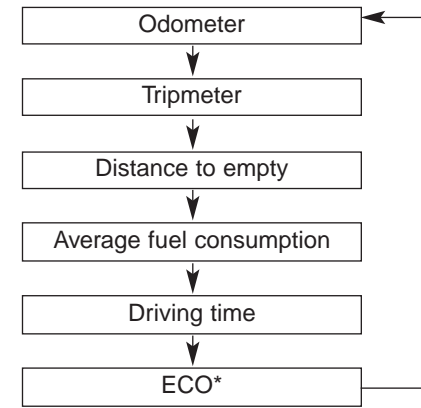 Odometer
Tripmeter
Distance to empty
Average fuel consumption
Driving time
ECO*